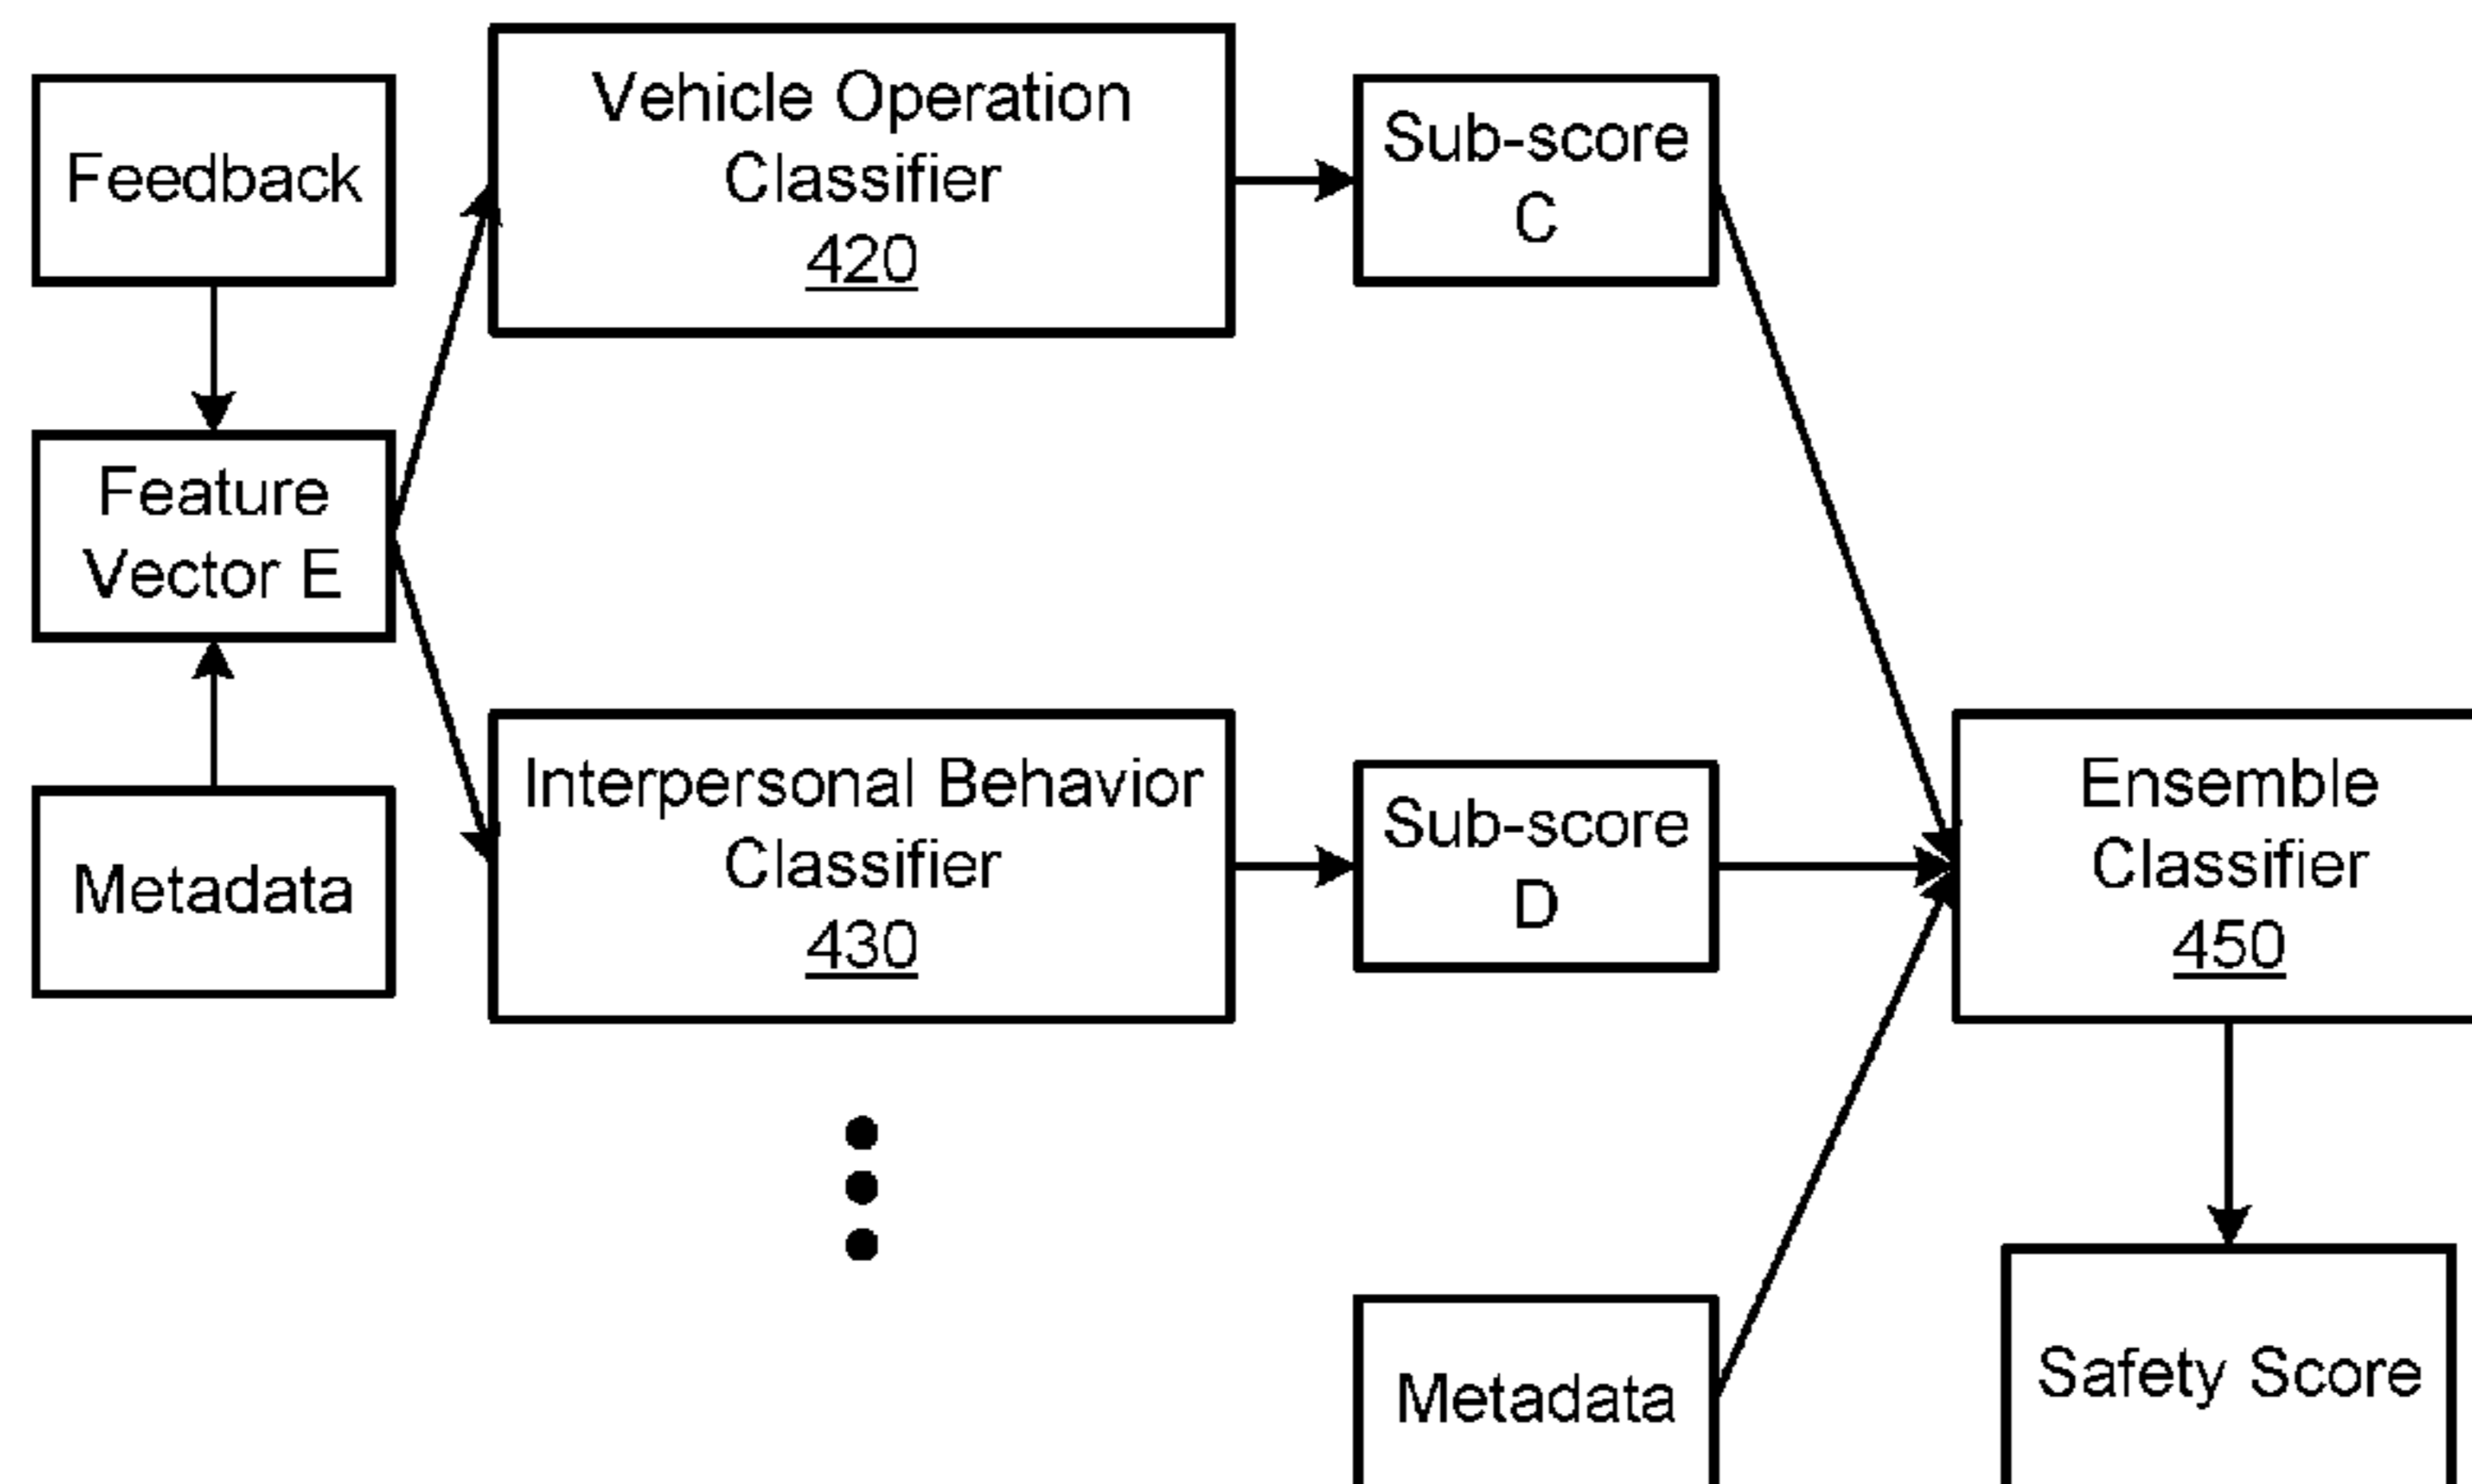 Feedback
Feature
Vector E
Metadata
Vehicle Operation
Classifier
420
Interpersonal Behavior
Classifier
430
Sub-score
C
Sub-score
D
Metadata
Ensemble
Classifier
450
Safety Score